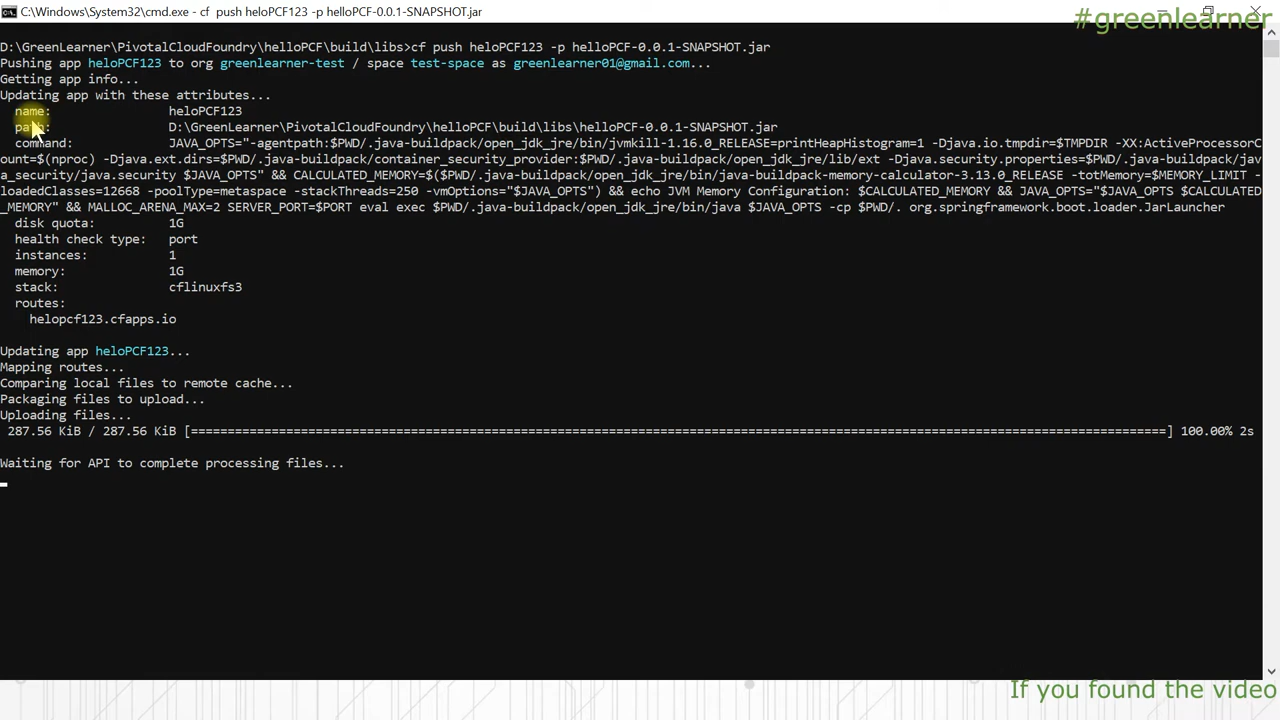 C:\Windows\System32\cmd.exe - cf  push heloPCF123 -p helloPCF-0.0.1-SNAPSHOT.jar
#greenlearner
D:\GreenLearner\PivotalCloudFoundry\helloPCF\build\libs>cf push heloPCF123 -p helloPCF-0.0.1-SNAPSHOT.jar
Pushing app heloPCF123 to org greenlearner-test / space test-space as greenlearner01@gmail.com...
Getting app info...
Updating app with these attributes...
name: heloPCF123
path: D:\GreenLearner\PivotalCloudFoundry\helloPCF\build\libs\helloPCF-0.0.1-SNAPSHOT.jar
command: JAVA_OPTS="-agentpath:$PWD/.java-buildpack/open_jdk_jre/bin/jvmkill-1.16.0_RELEASE=printHeapHistogram=1 -Djava.io.tmpdir=$TMPDIR -XX:ActiveProcessorC
ount=$(nproc) -Djava.ext.dirs=$PWD/.java-buildpack/container_security_provider:$PWD/.java-buildpack/open_jdk_jre/lib/ext -Djava.security.properties=$PWD/.java-buildpack/jav
a_security/java.security $JAVA_OPTS" && CALCULATED_MEMORY=$($PWD/.java-buildpack/open_jdk_jre/bin/java-buildpack-memory-calculator-3.13.0_RELEASE -totMemory=$MEMORY_LIMIT -
loadedClasses=12668 -poolType=metaspace -stackThreads=250 -vmOptions="$JAVA_OPTS") && echo JVM Memory Configuration: $CALCULATED_MEMORY && JAVA_OPTS="$JAVA_OPTS $CALCULATED
_MEMORY" && MALLOC_ARENA_MAX=2 SERVER_PORT=$PORT eval exec $PWD/.java-buildpack/open_jdk_jre/bin/java $JAVA_OPTS -cp $PWD/. org.springframework.boot.loader.JarLauncher
disk quota: 1G
health check type: port
instances: 1
memory: 1G
stack: cflinuxfs3
routes:
helopcf123.cfapps.io
Updating app heloPCF123...
Mapping routes...
Comparing local files to remote cache...
Packaging files to upload...
Uploading files...
287.56 KiB / 287.56 KiB [=====================================================================================================================================] 100.00% 2s
Waiting for API to complete processing files...
If you found the video